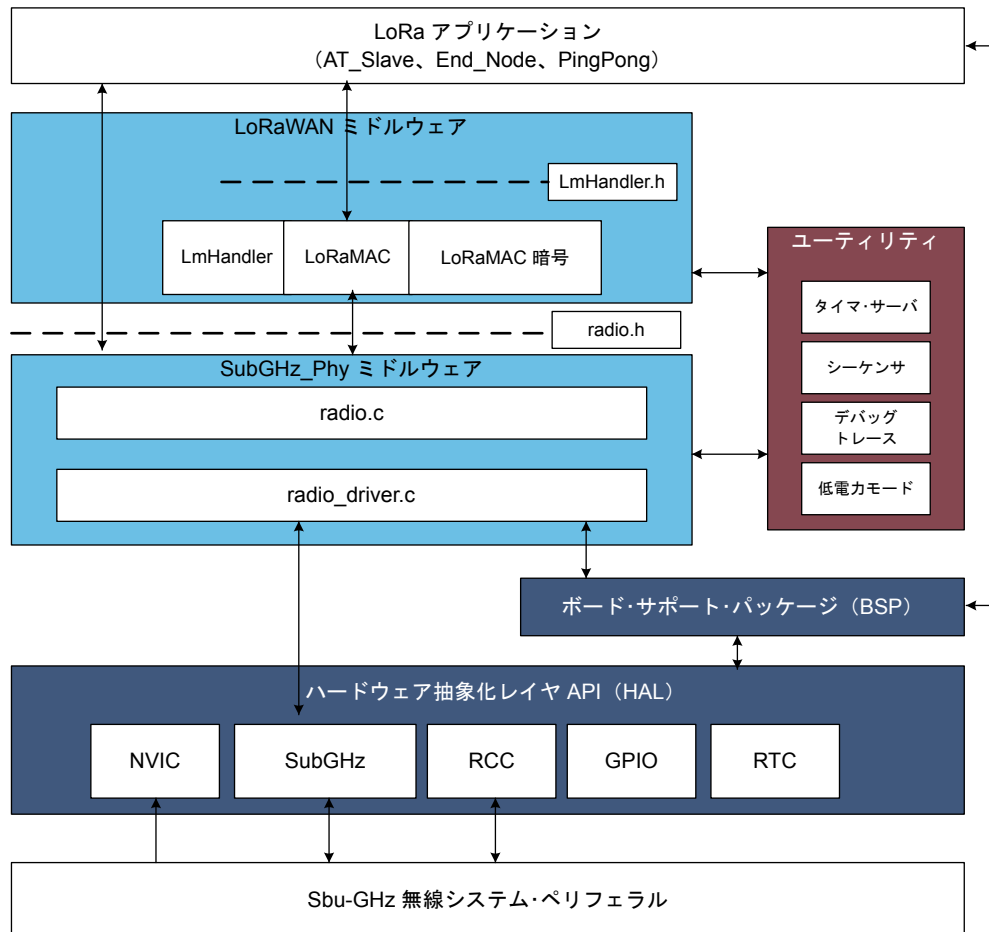 LoRa アプリケーション
（AT_Slave、End_Node、PingPong）
LoRaWAN ミドルウェア
LmHandler.h
LmHandler
LoRaMAC
LoRaMAC 暗号
radio.h
SubGHz_Phy ミドルウェア
radio.c
radio_driver.c
ユーティリティ
タイマ･サーバ
シーケンサ
デバッグ
トレース
低電力モード
ボード･サポート･パッケージ（BSP）
ハードウェア抽象化レイヤ API（HAL）
NVIC
SubGHz
RCC
GPIO
RTC
Sbu-GHz 無線システム･ペリフェラル